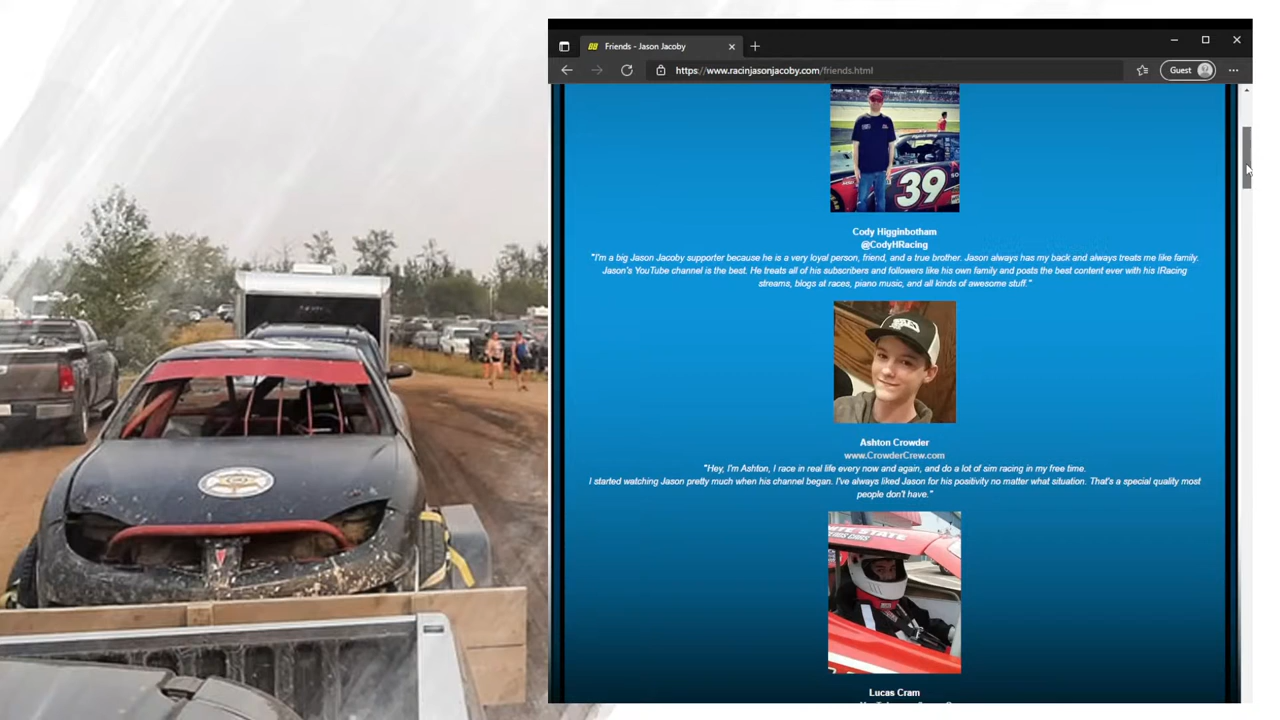 Friends - Jason Jacoby
https://www.racinjasonjacoby.com/friends.html
Guest
39
Cody Higginbotham
@CodyHRacing
"I'm a big Jason Jacoby supporter because he is a very loyal person, friend, and a true brother. Jason always has my back and always treats me like family.
Jason's YouTube channel is the best. He treats all of his subscribers and followers like his own family and posts the best content ever with his IRacing
streams, blogs at races, piano music, and all kinds of awesome stuff."
Ashton Crowder
www.CrowderCrew.com
"Hey, I'm Ashton, I race in real life every now and again, and do a lot of sim racing in my free time.
I started watching Jason pretty much when his channel began. I've always liked Jason for his positivity no matter what situation. That's a special quality most
people don't have."
STATE
Lucas Cram